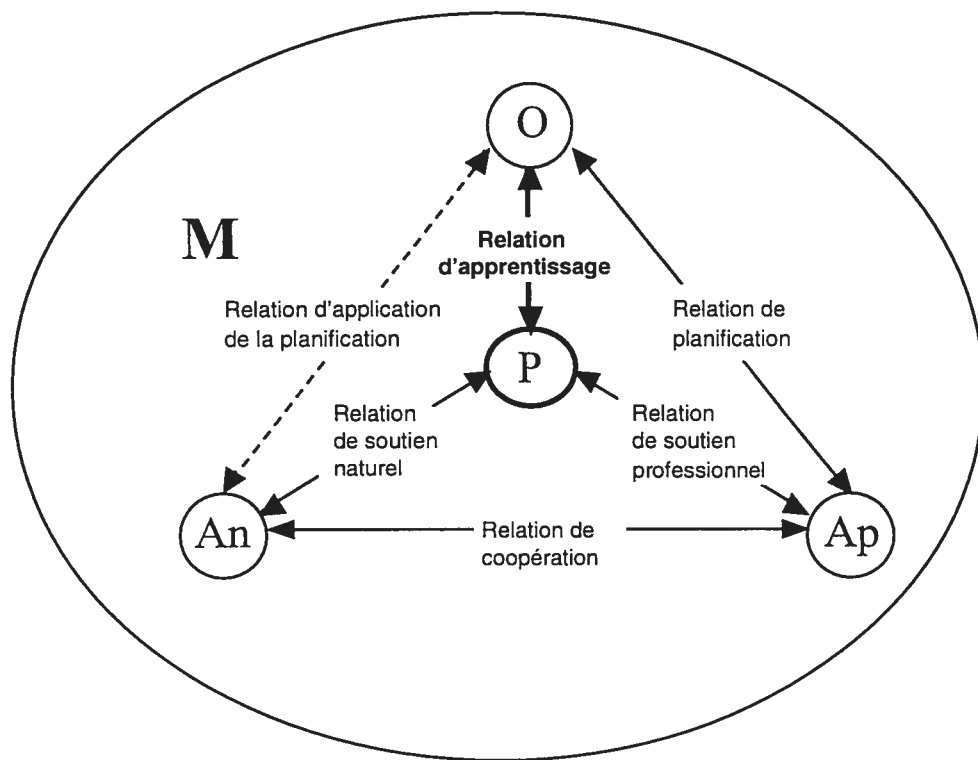 O
M
Relation
d'apprentissage
Relation d'application
de la planification
Relation de
planification
P
Relation
de soutien
naturel
Relation
de soutien
professionnel
An
Relation de
coopération
Ap